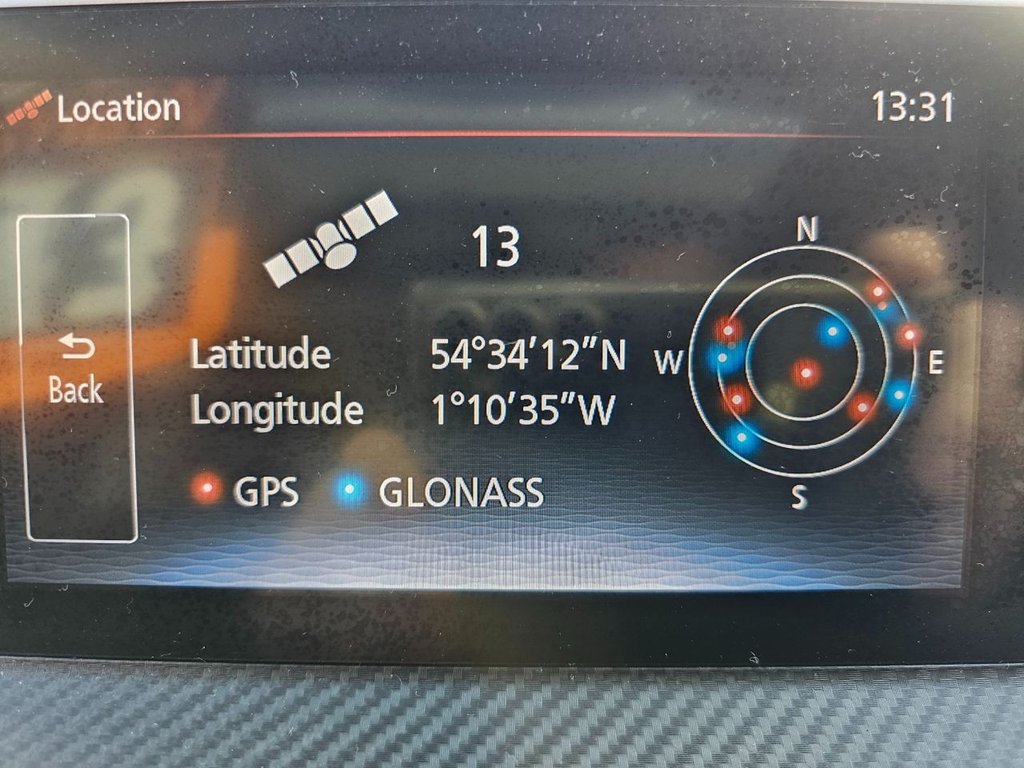 Location
13:31
13
N
W
E
S
Latitude 54°34′12″N
Longitude 1°10′35″W
Back
GPS GLONASS